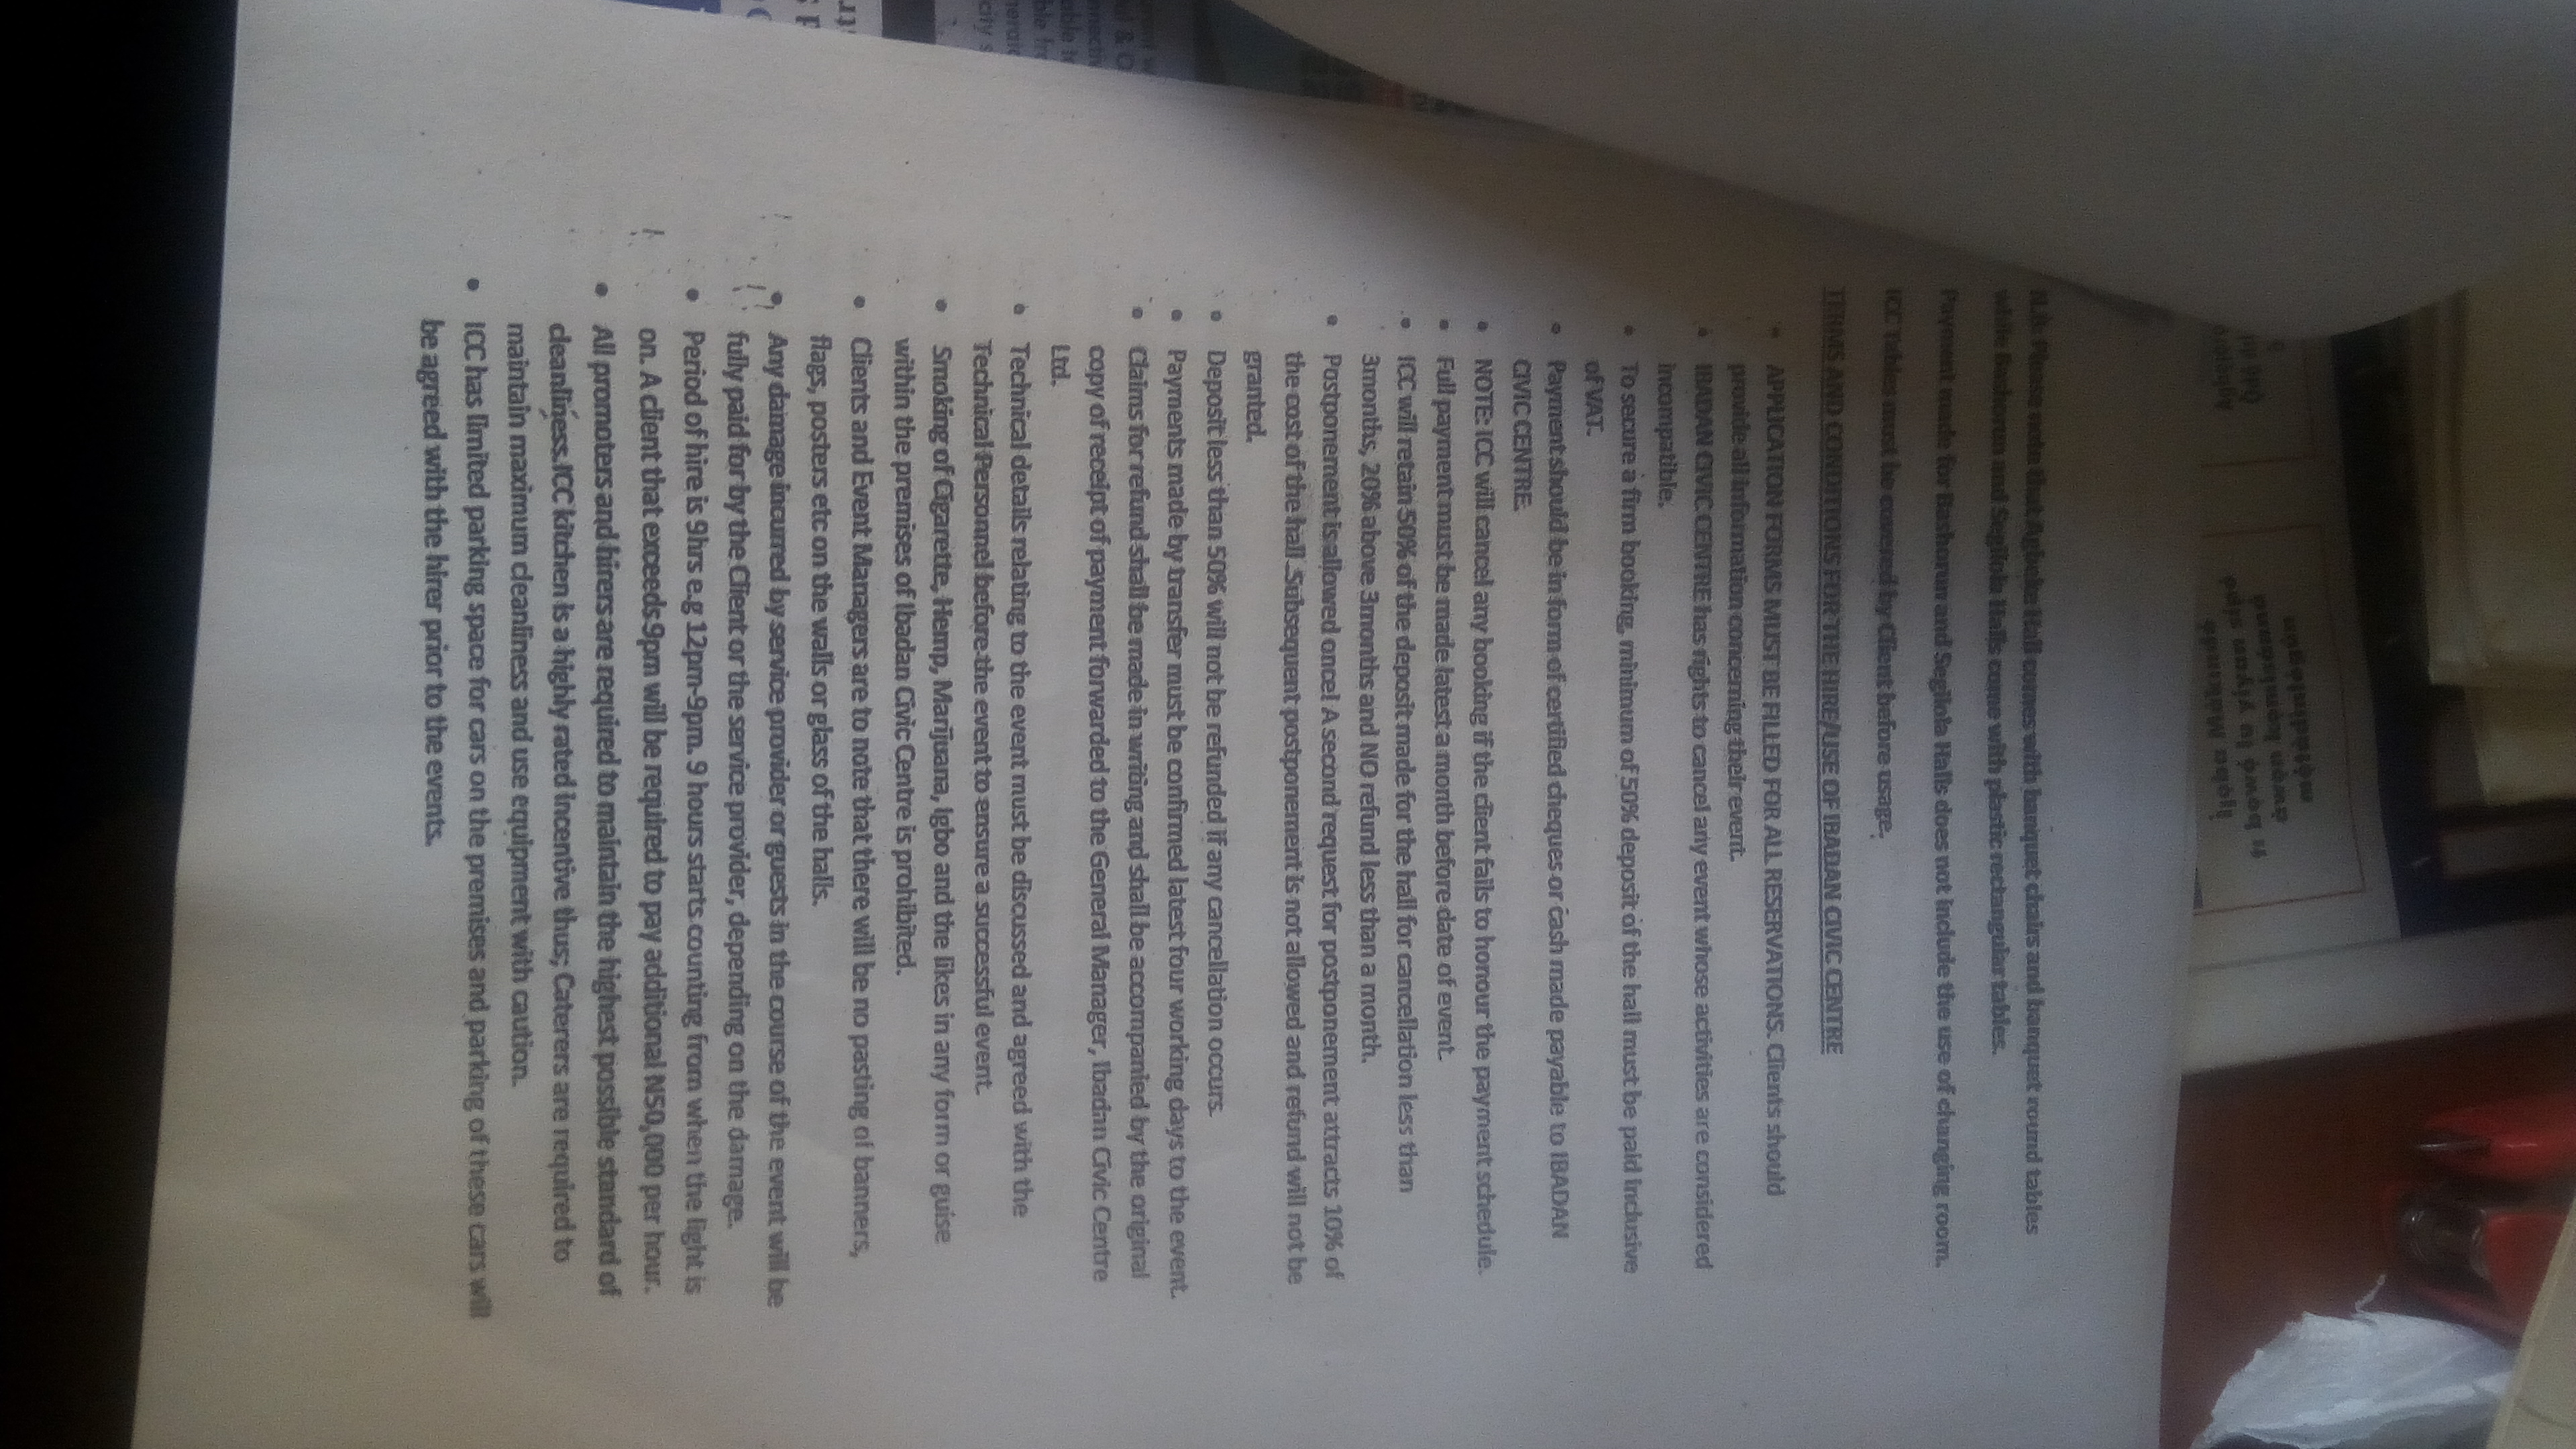 Ìjọba Mákindé
fi ọwọ́ lu yíyan sípò
àwọn kọmísánnà
mọ́tàdínlógún
N.B: Please note that Agbeke Hall comes with banquet chairs and banquet round tables
while Bashorun and Segilola Halls come with plastic rectangular tables.
Payment made for Bashorun and Segilola Halls does not include the use of changing room.
ICC Tables must be covered by Client before usage.
TERMS AND CONDITIONS FOR THE HIRE/USE OF IBADAN CIVIC CENTRE
• APPLICATION FORMS MUST BE FILLED FOR ALL RESERVATIONS. Clients should
provide all information concerning their event.
• IBADAN CIVIC CENTRE has rights to cancel any event whose activities are considered
incompatible.
• To secure a firm booking, minimum of 50% deposit of the hall must be paid inclusive
of VAT.
• Payment should be in form of certified cheques or cash made payable to IBADAN
CIVIC CENTRE.
• NOTE: ICC will cancel any booking if the client fails to honour the payment schedule.
• Full payment must be made latest a month before date of event.
• ICC will retain 50% of the deposit made for the hall for cancellation less than
3months, 20% above 3months and NO refund less than a month.
• Postponement is allowed once! A second request for postponement attracts 10% of
the cost of the hall .Subsequent postponement is not allowed and refund will not be
granted.
• Deposit less than 50% will not be refunded if any cancellation occurs.
• Payments made by transfer must be confirmed latest four working days to the event.
• Claims for refund shall be made in writing and shall be accompanied by the original
copy of receipt of payment forwarded to the General Manager, Ibadan Civic Centre
Ltd.
• Technical details relating to the event must be discussed and agreed with the
Technical Personnel before the event to ensure a successful event.
• Smoking of Cigarette, Hemp, Marijuana, Igbo and the likes in any form or guise
within the premises of Ibadan Civic Centre is prohibited.
• Clients and Event Managers are to note that there will be no pasting of banners,
flags, posters etc on the walls or glass of the halls.
• Any damage incurred by service provider or guests in the course of the event will be
fully paid for by the Client or the service provider, depending on the damage.
• Period of hire is 9hrs e.g 12pm-9pm. 9 hours starts counting from when the light is
on. A client that exceeds 9pm will be required to pay additional N50,000 per hour.
• All promoters and hirers are required to maintain the highest possible standard of
cleanliness.ICC kitchen is a highly rated incentive thus; Caterers are required to
maintain maximum cleanliness and use equipment with caution.
• ICC has limited parking space for cars on the premises and parking of these cars will
be agreed with the hirer prior to the events.